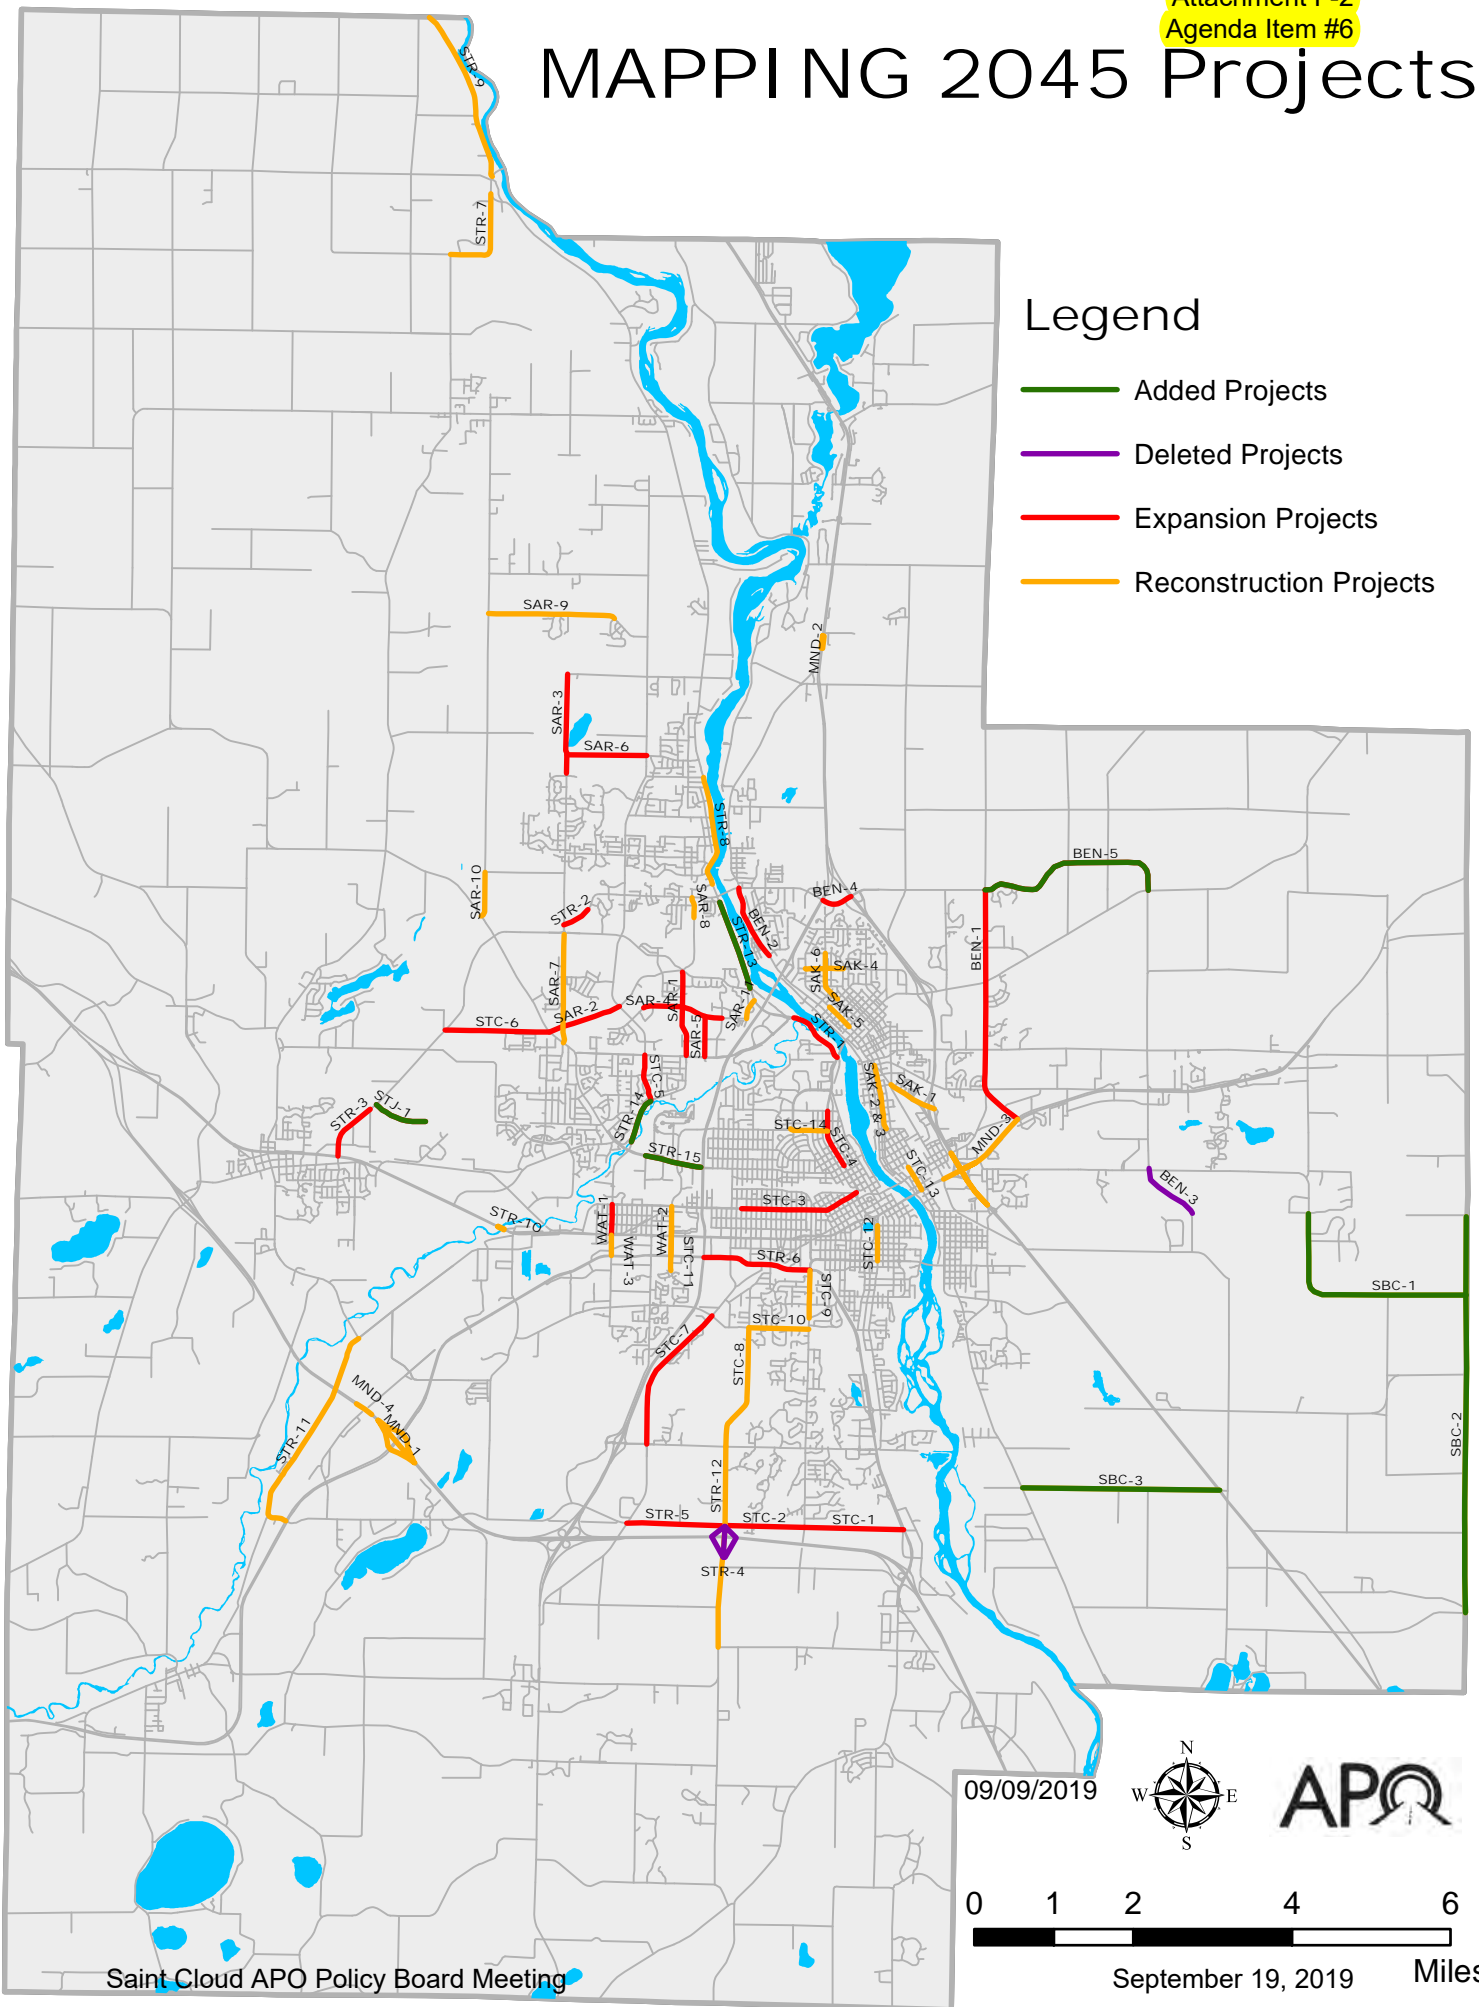 Attachment F-2
Agenda Item #6
MAPPING 2045 Projects
Legend
Added Projects
Deleted Projects
Expansion Projects
Reconstruction Projects
STR-9
STR-7
SAR-9
MND-2
SAR-3
SAR-6
STR-8
BEN-5
SAR-10
SAR-8
BEN-4
STR-2
BEN-2
STR-13
BEN-1
SAR-7
SAK-6
SAK-4
SAR-1
SAR-4
SAR-2
SAR-5
STC-6
SAK-5
STR-1
STC-5
SAK-2 & 3
SAK-1
STR-3
STJ-1
STR-14
STC-14
STC-4
MND-3
STR-15
STC-13
BEN-3
STC-3
WAT-1
WAT-2
STR-10
STC-12
WAT-3
STC-11
STR-6
STC-9
SBC-1
STC-10
STC-7
STC-8
MND-4
MND-1
STR-11
SBC-2
STR-12
SBC-3
STR-5
STC-2
STC-1
STR-4
09/09/2019
N
W
E
S
APO
0 1 2 4 6
Miles
Saint Cloud APO Policy Board Meeting
September 19, 2019